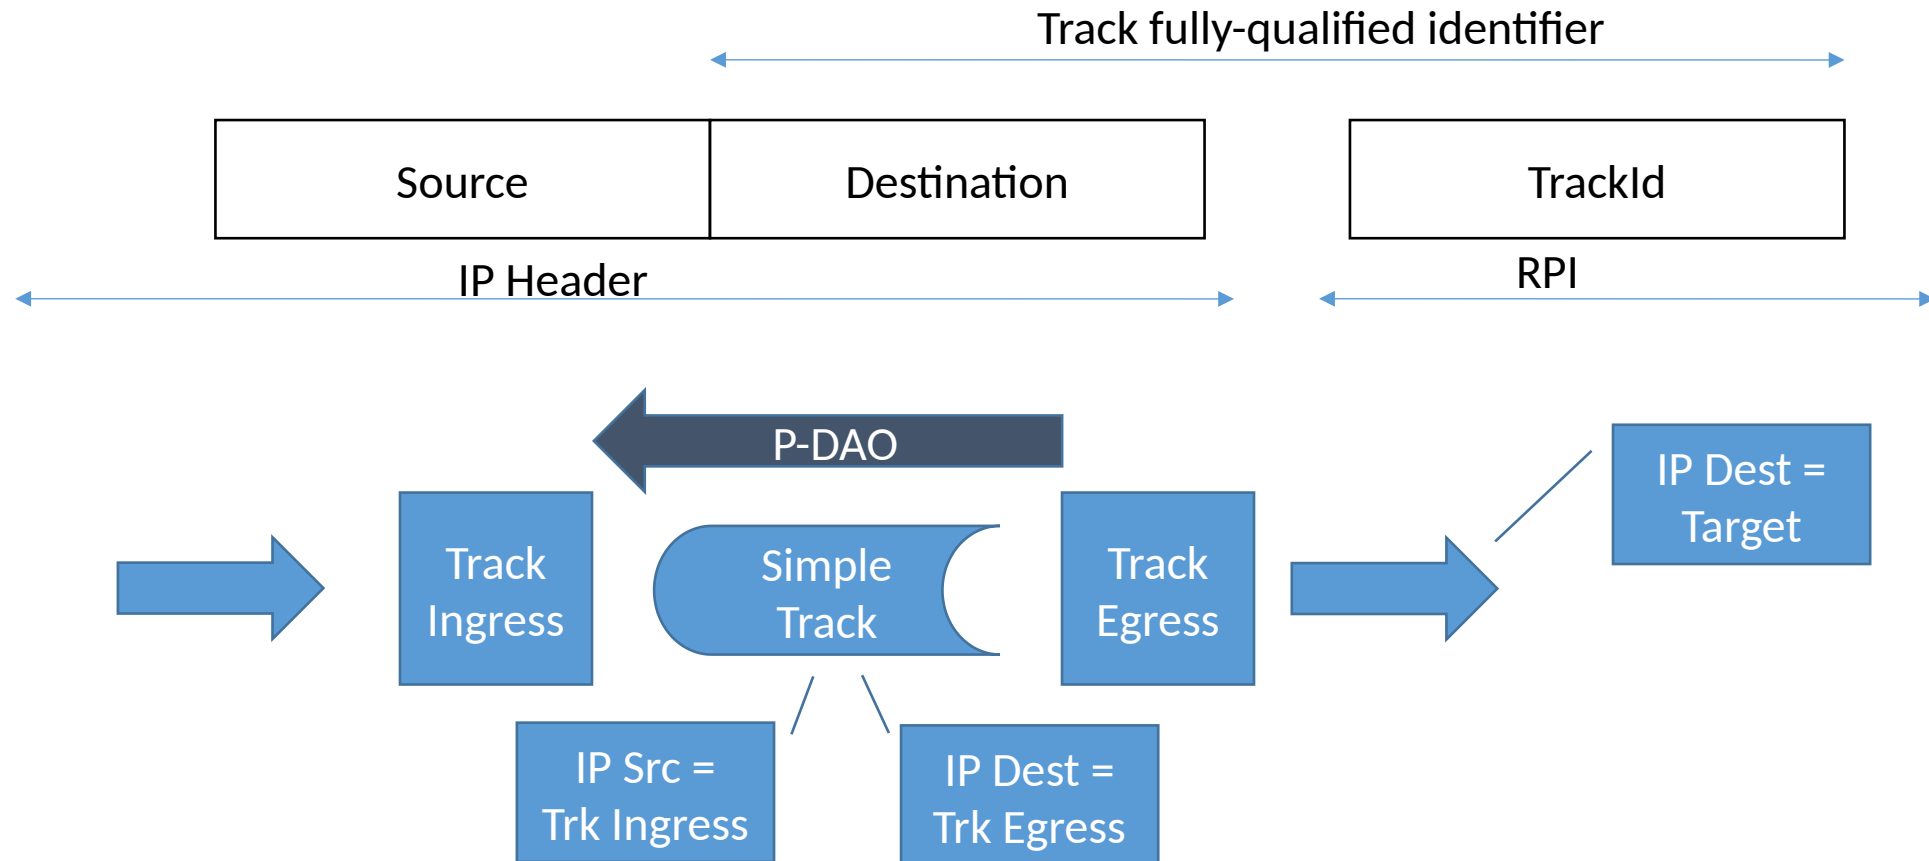 Track fully-qualified identifier
Source
Destination
TrackId
IP Header
RPI
P-DAO
IP Dest =
Target
Track
Ingress
Simple
Track
Track
Egress
IP Src =
Trk Ingress
IP Dest =
Trk Egress